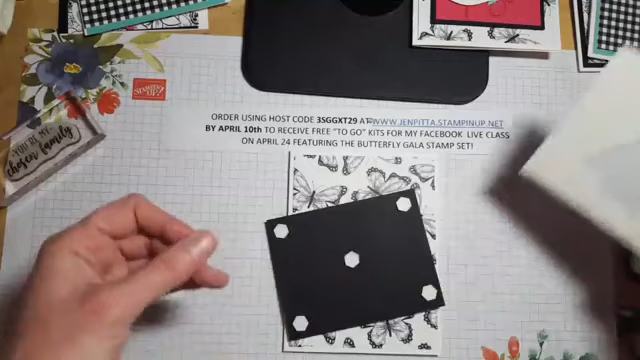 STAMPIN' UP!
ORDER USING HOST CODE 3SGGXT29 AT WWW.JENPITTA.STAMPINUP.NET
BY APRIL 10th TO RECEIVE FREE "TO GO" KITS FOR MY FACEBOOK LIVE CLASS
ON APRIL 24 FEATURING THE BUTTERFLY GALA STAMP SET!
YOU'RE MY
chosen family